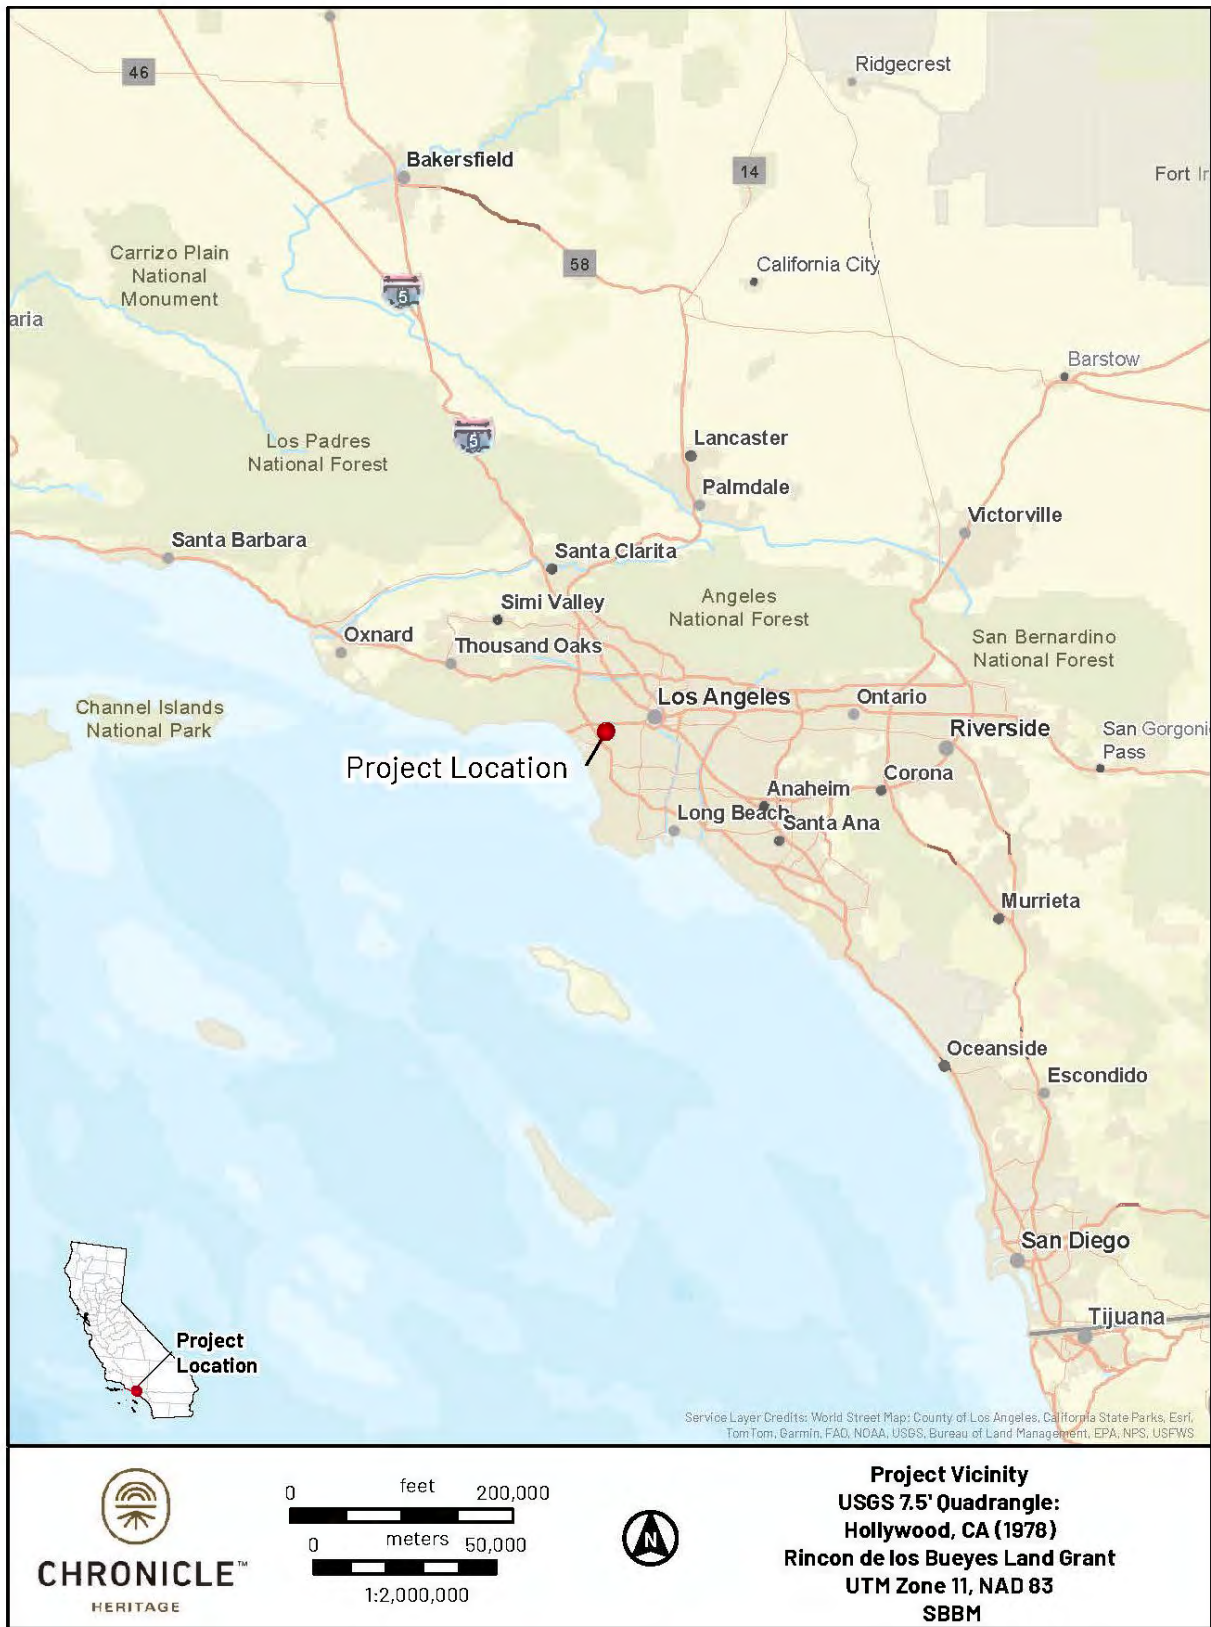 46
Ridgecrest
Bakersfield
14
Fort Ir
Carrizo Plain
National
Monument
58
California City
5
aria
Barstow
Los Padres
National Forest
5
Lancaster
Palmdale
Victorville
Santa Barbara
Santa Clarita
Simi Valley
Angeles
National Forest
Oxnard
Thousand Oaks
San Bernardino
National Forest
Channel Islands
National Park
Los Angeles
Ontario
Riverside
San Gorgoni
Pass
Project Location
Corona
Anaheim
Long Beach
Santa Ana
Murrieta
Oceanside
Escondido
San Diego
Tijuana
Project
Location
Service Layer Credits: World Street Map: County of Los Angeles, California State Parks, Esri,
TomTom, Garmin, FAO, NOAA, USGS, Bureau of Land Management, EPA, NPS, USFWS
CHRONICLE™
HERITAGE
0 feet 200,000
0 meters 50,000
1:2,000,000
N
Project Vicinity
USGS 7.5' Quadrangle:
Hollywood, CA (1978)
Rincon de los Bueyes Land Grant
UTM Zone 11, NAD 83
SBBM